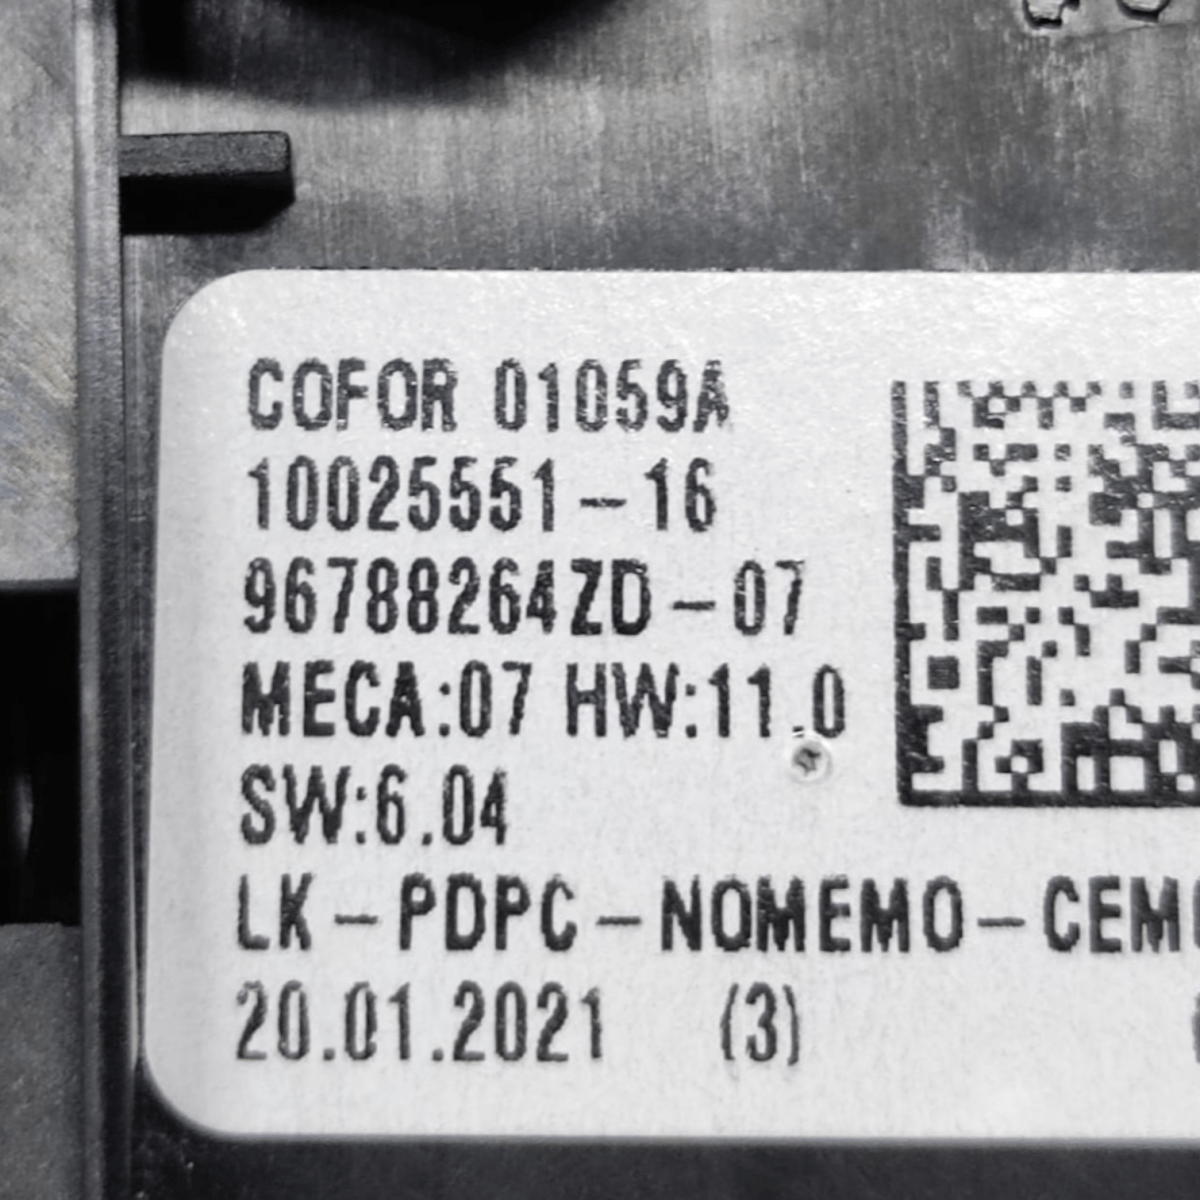 COFOR 01059A
10025551-16
96788264ZD-07
MECA:07 HW:11.0
SW:6.04
LK-PDPC-NOMEMO-CEM
20.01.2021 (3)